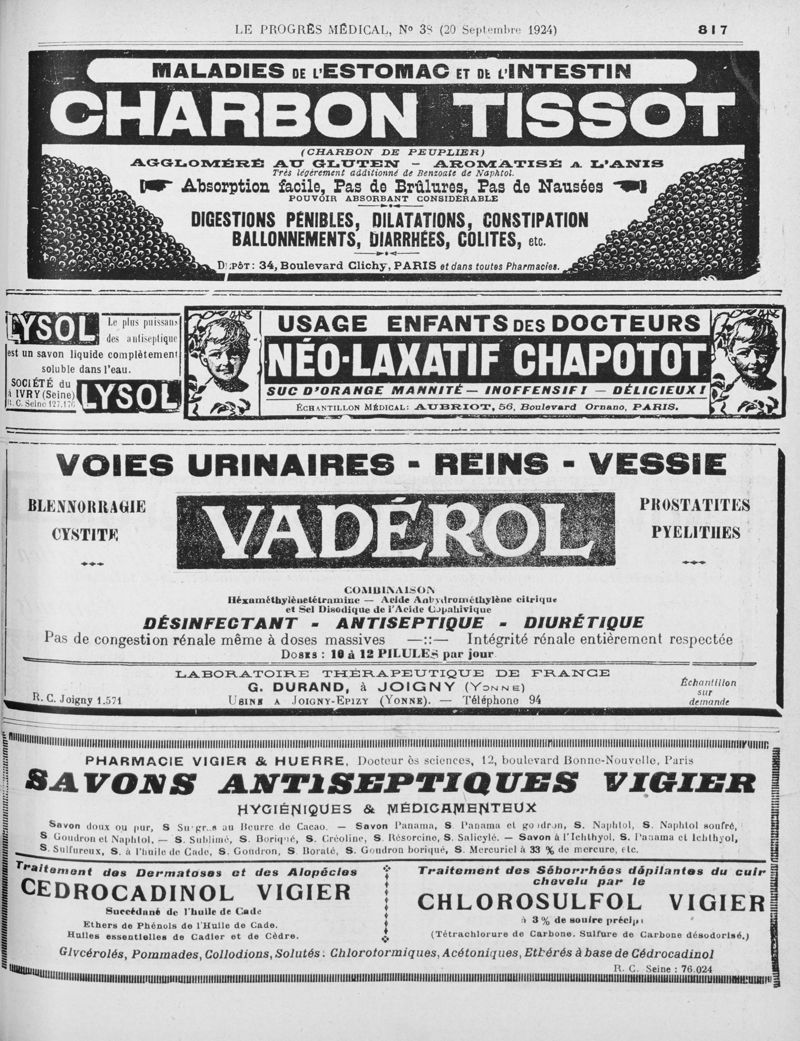 LE PROGRÈS MÉDICAL, No 38 (20 Septembre 1924)
817
MALADIES DE L'ESTOMAC ET DE L'INTESTIN
CHARBON TISSOT
(CHARBON DE PEUPLIER)
AGGLOMÉRÉ AU GLUTEN - AROMATISÉ A L'ANIS
Très légèrement additionné de Benzoate de Naphtol.
Absorption facile, Pas de Brûlures, Pas de Nausées
POUVOIR ABSORBANT CONSIDÉRABLE
DIGESTIONS PÉNIBLES, DILATATIONS, CONSTIPATION
BALLONNEMENTS, DIARRHÉES, COLITES, etc.
DÉPÔT: 34, Boulevard Clichy, PARIS et dans toutes Pharmacies.
LYSOL
Le plus puissant
des antiseptique
est un savon liquide complètement
soluble dans l'eau.
SOCIÉTÉ du
à IVRY (Seine)
R. C. Seine 127.176
LYSOL
USAGE ENFANTS DES DOCTEURS
NÉO-LAXATIF CHAPOTOT
SUC D'ORANGE MANNITÉ — INOFFENSIF! — DÉLICIEUX!
ÉCHANTILLON MÉDICAL: AUBRIOT, 56, Boulevard Ornano, PARIS.
VOIES URINAIRES - REINS - VESSIE
BLENNORRAGIE
CYSTITE
VADÉROL
PROSTATITES
PYELITHES
COMBINAISON
Héxaméthylènetétramine — Acide Anhydrométhylène citrique
et Sel Disodique de l'Acide Copahivique
DÉSINFECTANT - ANTISEPTIQUE - DIURÉTIQUE
Pas de congestion rénale même à doses massives —::— Intégrité rénale entièrement respectée
DOSES : 10 à 12 PILULES par jour
LABORATOIRE THÉRAPEUTIQUE DE FRANCE
G. DURAND, à JOIGNY (YONNE)
R. C. Joigny 1.571
USINE A JOIGNY-EPIZY (YONNE). — Téléphone 94
Échantillon
sur
demande
PHARMACIE VIGIER & HUERRE, Docteur ès sciences, 12, boulevard Bonne-Nouvelle, Paris
SAVONS ANTISEPTIQUES VIGIER
HYGIÉNIQUES & MÉDICAMENTEUX
Savon doux ou pur, S Surgras au Beurre de Cacao. — Savon Panama, S. Panama et goudron, S. Naphtol, S. Naphtol soufré,
S Goudron et Naphtol, — S. Sublimé, S. Boriqué, S. Créoline, S. Résorcine, S. Salicylé. — Savon à l'Ichthyol, S. Panama et Ichthyol,
S. Sulfureux, S. à l'huile de Cade, S. Gondron, S. Boraté, S. Goudron boriqué, S. Mercuriel à 33 % de mercure, etc.
Traitement des Dermatoses et des Alopécies
CEDROCADINOL VIGIER
Succédané de l'huile de Cade
Ethers de Phénols de l'Huile de Cade.
Huiles essentielles de Cadier et de Cèdre.
Traitement des Séborrhées dépilantes du cuir
chevelu par le
CHLOROSULFOL VIGIER
à 3 % de soufre précip
(Tétrachlorure de Carbone. Sulfure de Carbone désodorisé.)
Glycérolés, Pommades, Collodions, Solutés: Chloroformiques, Acétoniques, Ethérés à base de Cédrocadinol
R. C. Seine : 76.024